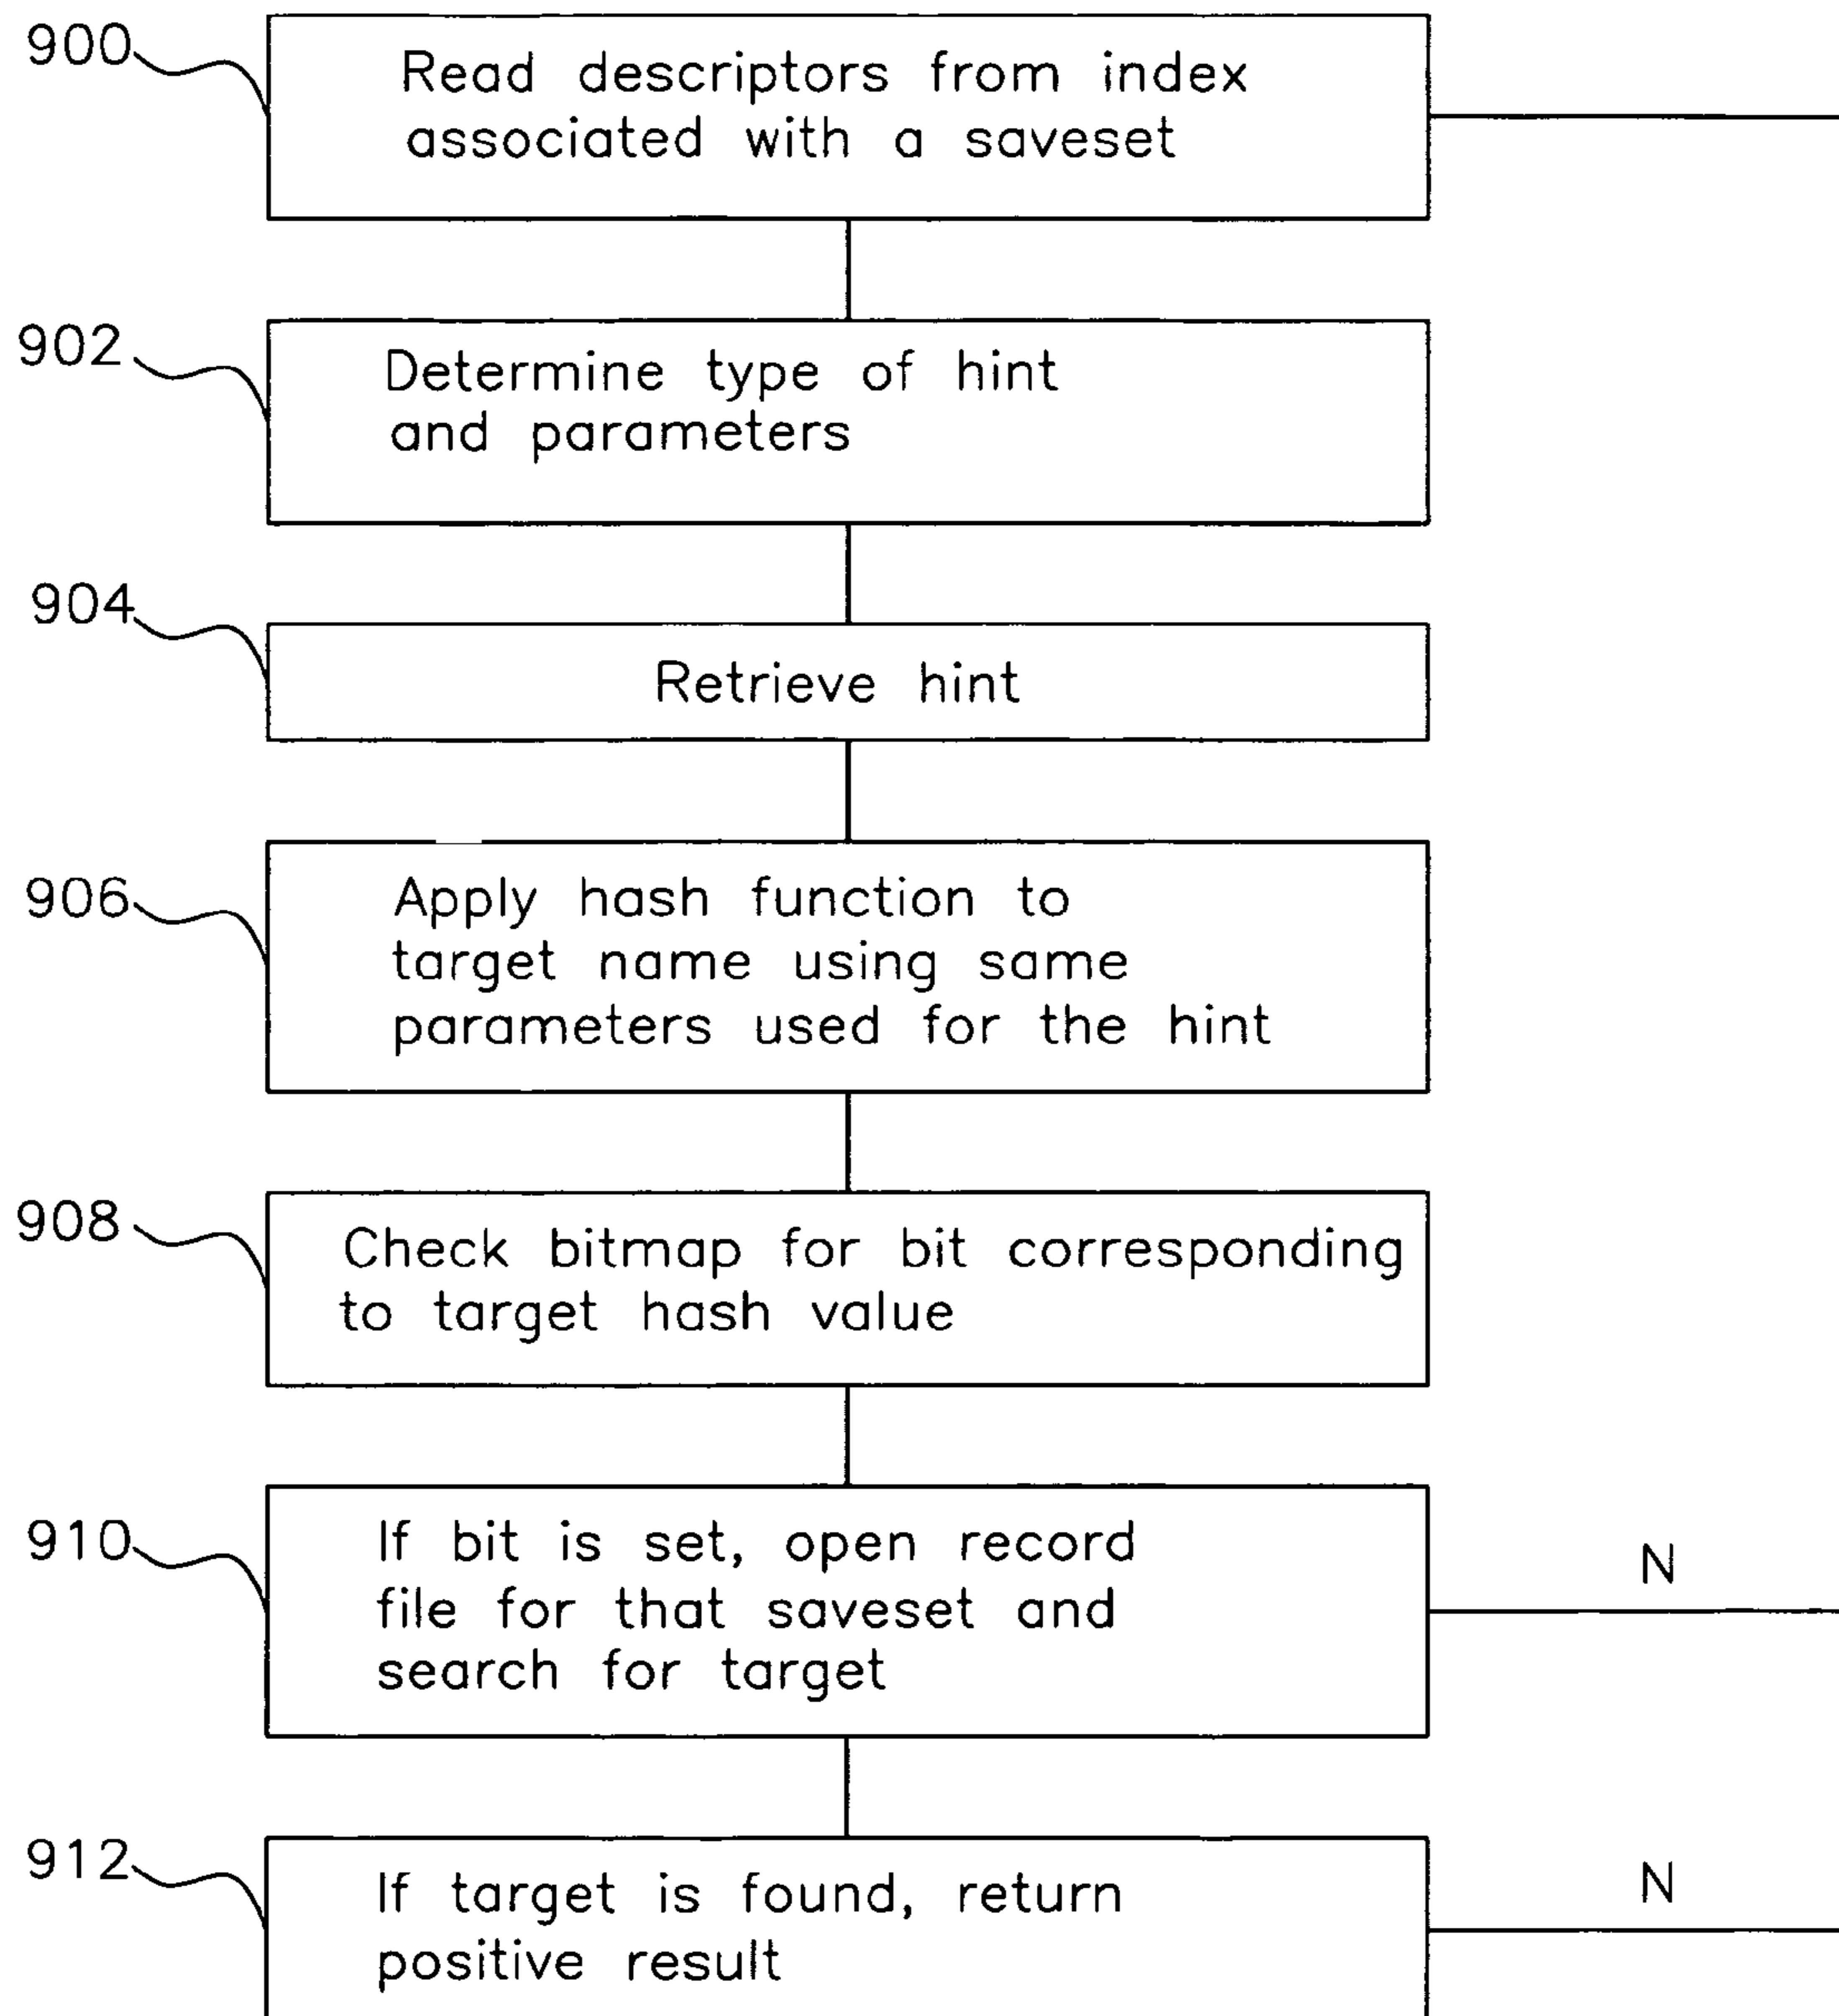 900
Read descriptors from index
associated with a saveset
902
Determine type of hint
and parameters
904
Retrieve hint
906
Apply hash function to
target name using same
parameters used for the hint
908
Check bitmap for bit corresponding
to target hash value
910
If bit is set, open record
file for that saveset and
search for target
N
912
If target is found, return
positive result
N